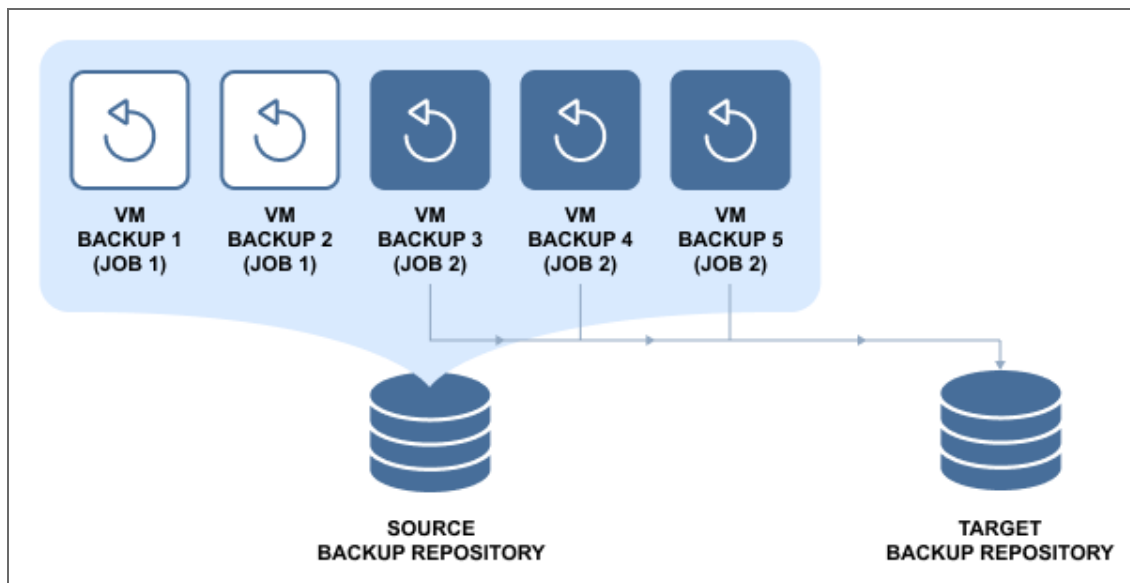 VM
BACKUP 1
(JOB 1)
VM
BACKUP 2
(JOB 1)
VM
BACKUP 3
(JOB 2)
VM
BACKUP 4
(JOB 2)
VM
BACKUP 5
(JOB 2)
SOURCE
BACKUP REPOSITORY
TARGET
BACKUP REPOSITORY